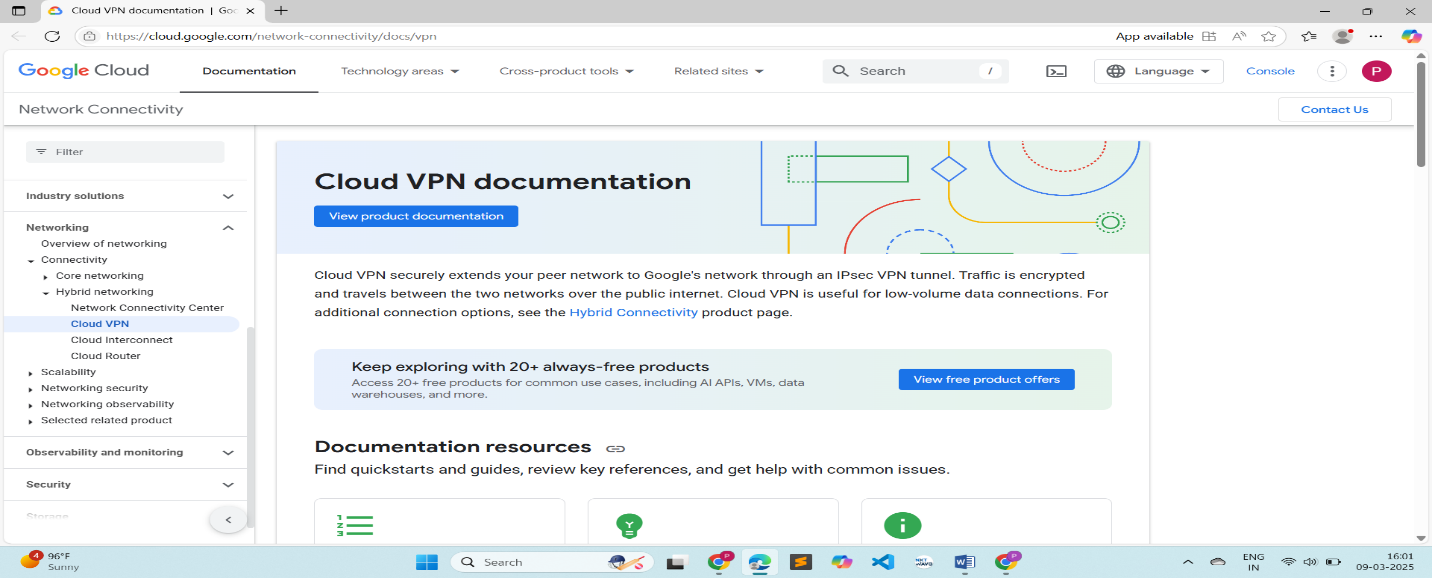 Cloud VPN documentation | Goo
https://cloud.google.com/network-connectivity/docs/vpn
App available
Google Cloud
Documentation
Technology areas
Cross-product tools
Related sites
Search
/
Language
Console
P
Network Connectivity
Contact Us
Filter
Industry solutions
Networking
Overview of networking
Connectivity
Core networking
Hybrid networking
Network Connectivity Center
Cloud VPN
Cloud Interconnect
Cloud Router
Scalability
Networking security
Networking observability
Selected related product
Observability and monitoring
Security
Storage
Cloud VPN documentation
View product documentation
Cloud VPN securely extends your peer network to Google's network through an IPsec VPN tunnel. Traffic is encrypted
and travels between the two networks over the public internet. Cloud VPN is useful for low-volume data connections. For
additional connection options, see the Hybrid Connectivity product page.
Keep exploring with 20+ always-free products
Access 20+ free products for common use cases, including AI APIs, VMs, data
warehouses, and more.
View free product offers
Documentation resources
Find quickstarts and guides, review key references, and get help with common issues.
1
2
3
4
96°F
Sunny
Search
P
NXT
WAVE
P
ENG
IN
16:01
09-03-2025